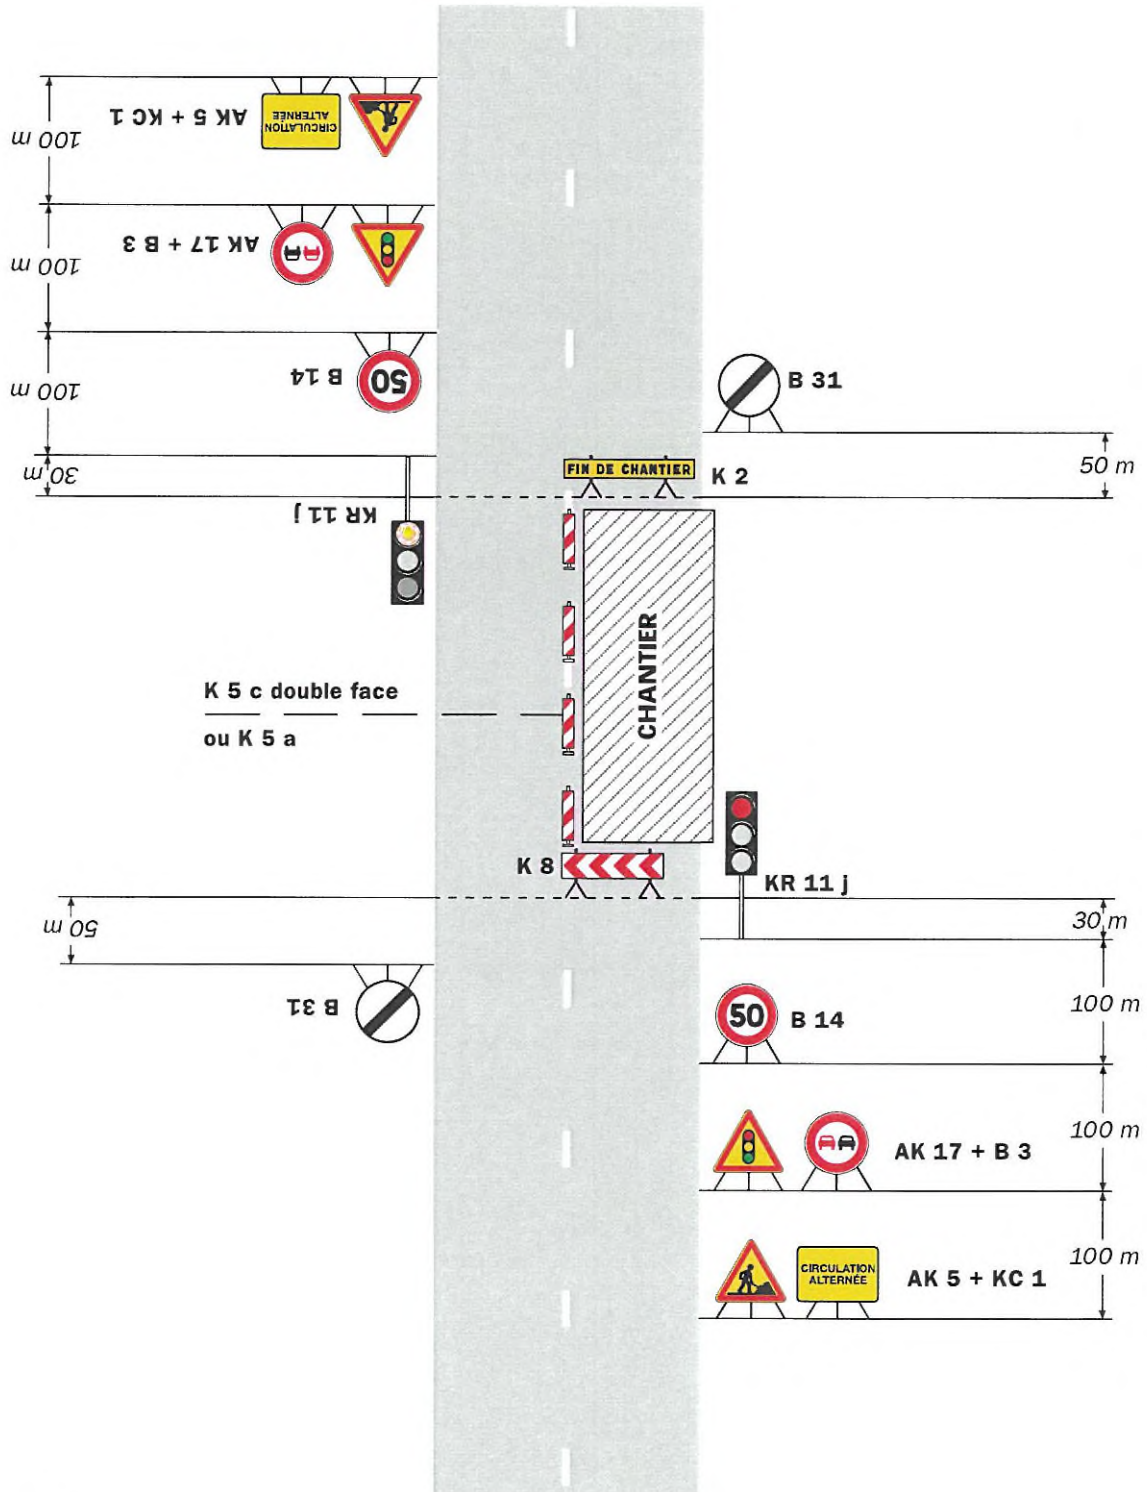 100 m
AK 5 + KC 1
CIRCULATION
ALTERNÉE
100 m
AK 17 + B 3
100 m
B 14
50
B 31
30 m
FIN DE CHANTIER
K 2
50 m
KR 11 j
CHANTIER
K 5 c double face
ou K 5 a
K 8
KR 11 j
50 m
30 m
B 31
50
B 14
100 m
AK 17 + B 3
100 m
CIRCULATION
ALTERNÉE
AK 5 + KC 1
100 m